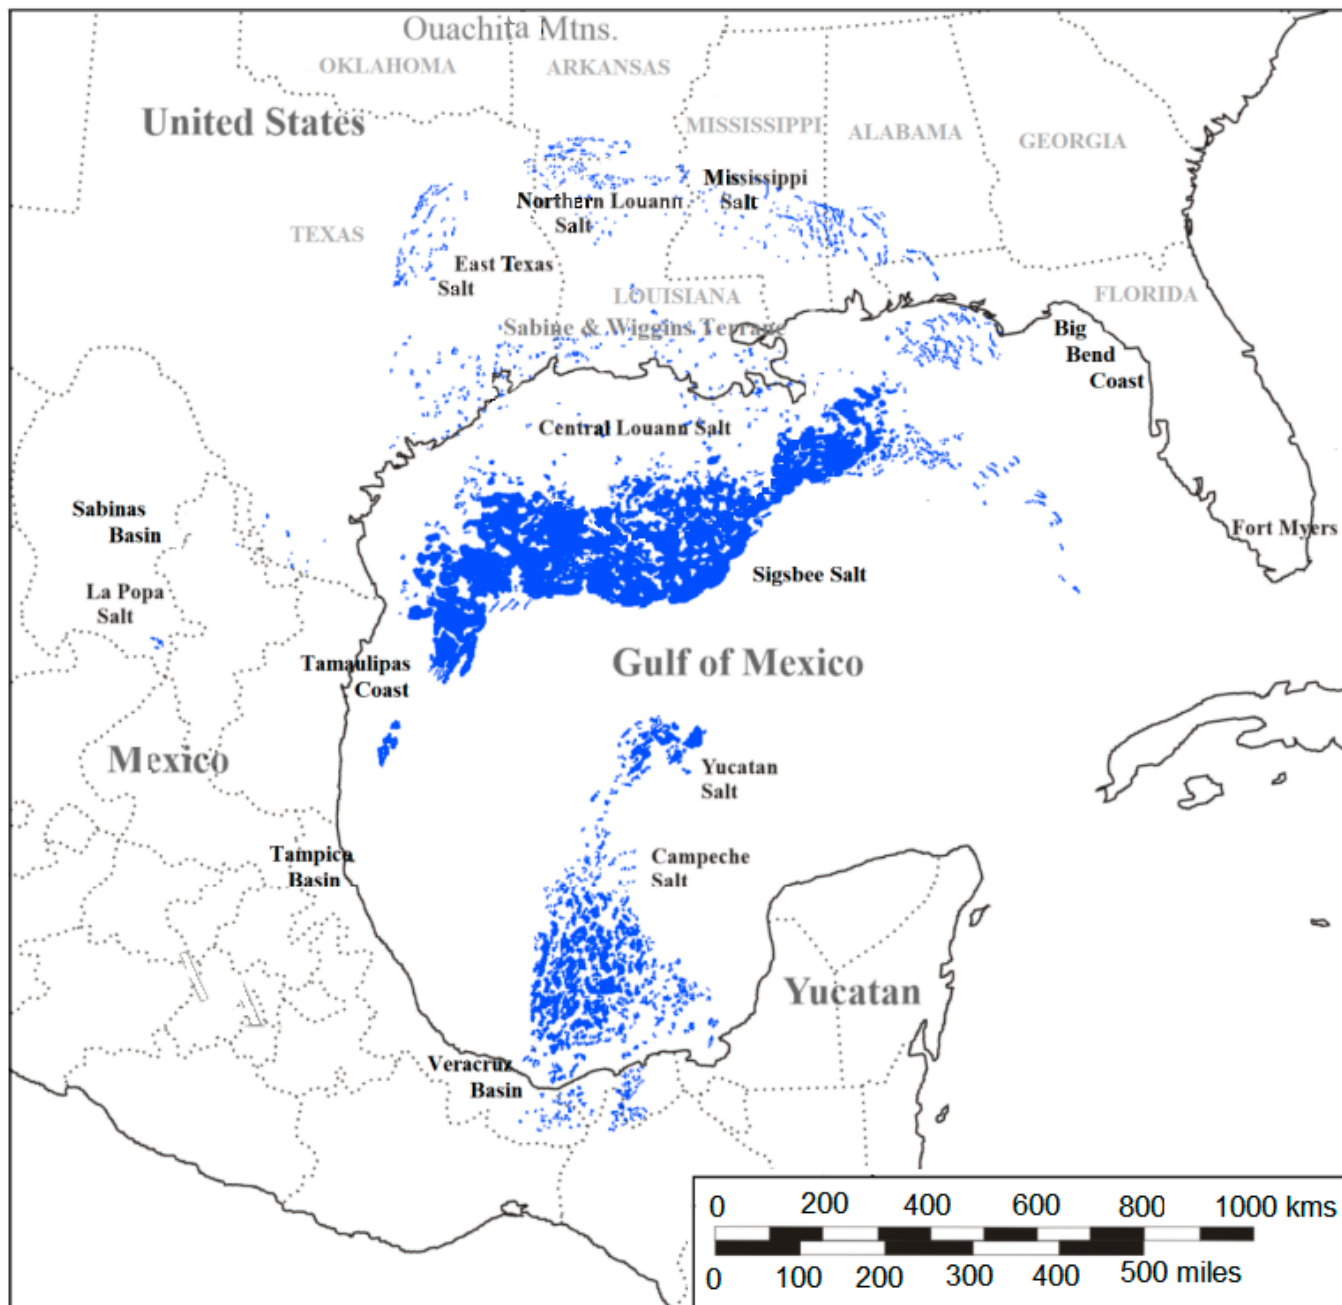 Ouachita Mtns.
OKLAHOMA
ARKANSAS
United States
MISSISSIPPI
ALABAMA
GEORGIA
Mississippi
Salt
Northern Louann
Salt
TEXAS
East Texas
Salt
LOUISIANA
FLORIDA
Sabine & Wiggins Terrane
Big
Bend
Coast
Central Louann Salt
Sabinas
Basin
Fort Myers
Sigsbee Salt
La Popa
Salt
Tamaulipas
Coast
Gulf of Mexico
Mexico
Yucatan
Salt
Tampico
Basin
Campeche
Salt
Yucatan
Veracruz
Basin
0 200 400 600 800 1000 kms
0 100 200 300 400 500 miles